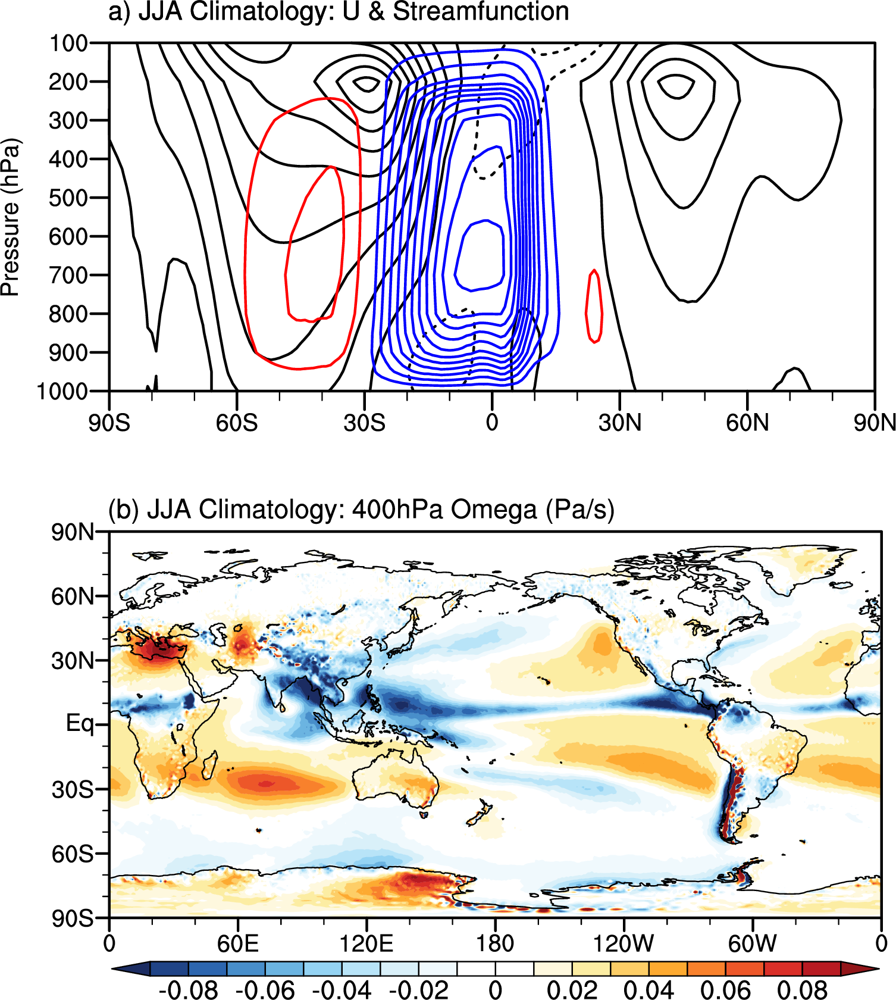 a) JJA Climatology: U & Streamfunction
100
200
300
400
500
600
700
800
900
1000
Pressure (hPa)
90S 60S 30S 0 30N 60N 90N
(b) JJA Climatology: 400hPa Omega (Pa/s)
90N
60N
30N
Eq
30S
60S
90S
0 60E 120E 180 120W 60W 0
-0.08 -0.06 -0.04 -0.02 0 0.02 0.04 0.06 0.08